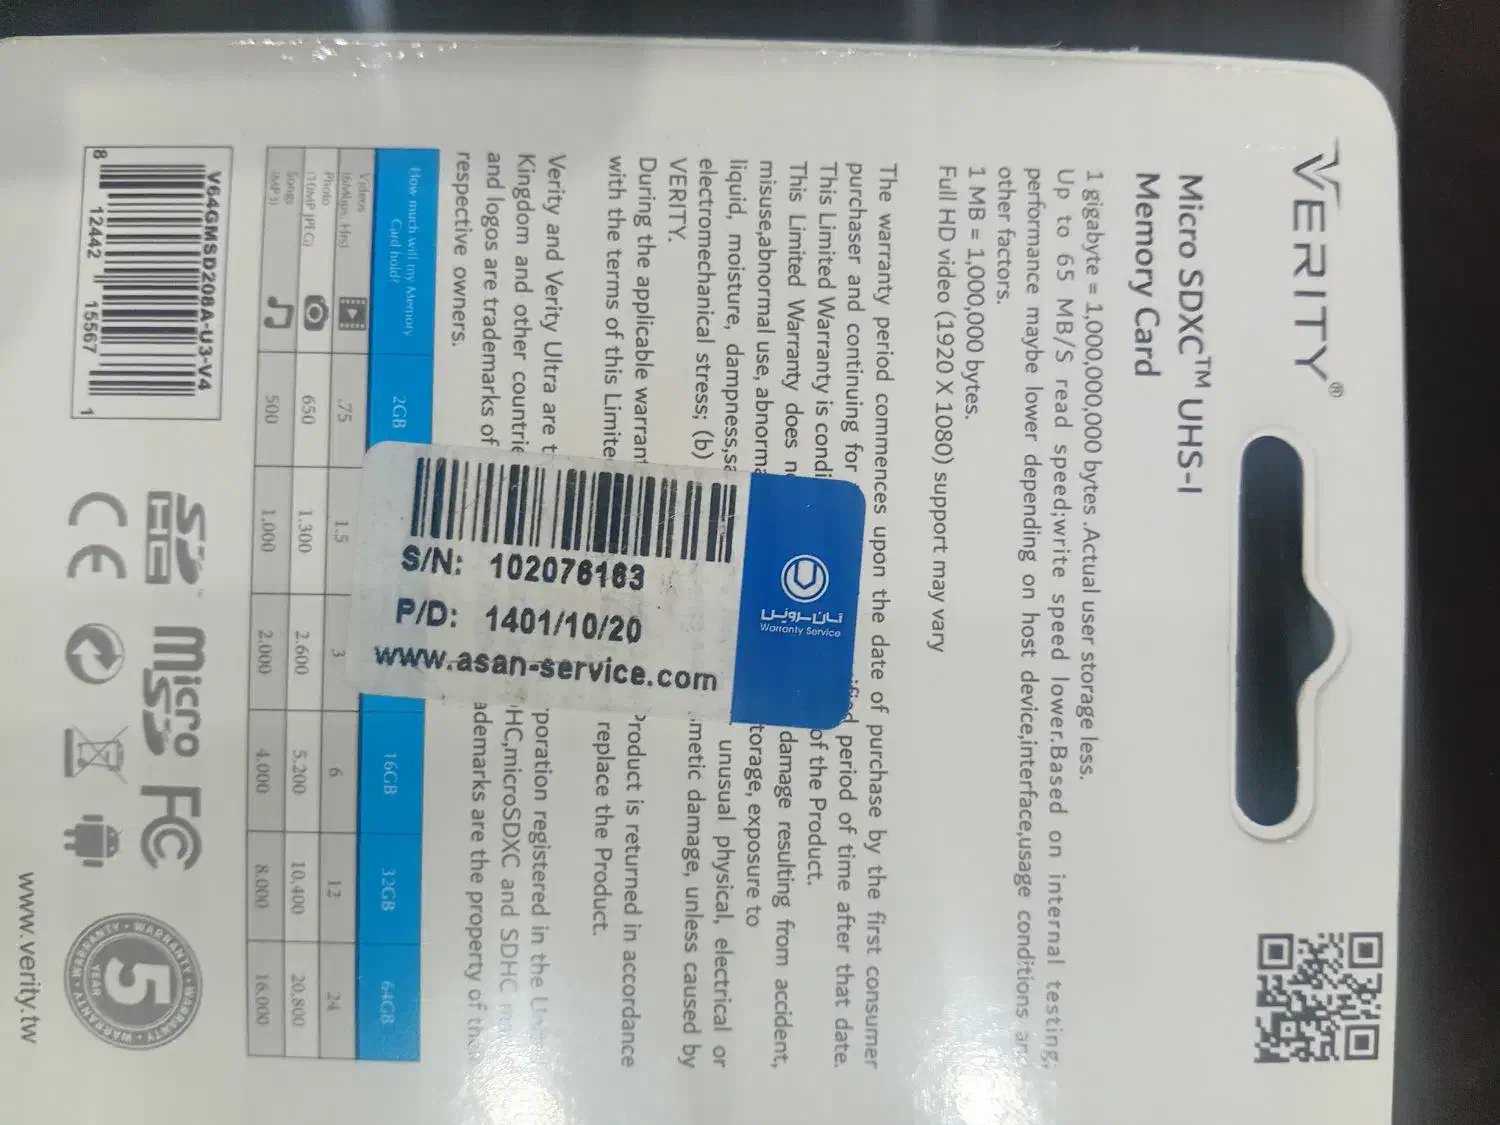 VERITY®
Micro SDXC™ UHS-I
Memory Card
1 gigabyte = 1,000,000,000 bytes .Actual user storage less.
Up to 65 MB/S read speed;write speed lower.Based on internal testing;
performance maybe lower depending on host device,interface,usage conditions and
other factors.
1 MB = 1,000,000 bytes.
Full HD video (1920 X 1080) support may vary
The warranty period commences upon the date of purchase by the first consumer
purchaser and continuing for period of time after that date.
This Limited Warranty is of the Product.
This Limited Warranty does damage resulting from accident,
misuse,abnormal use, torage, exposure to
liquid, moisture, dampness, unusual physical, electrical or
electromechanical stress; (b) metic damage, unless caused by
VERITY.
During the applicable Product is returned in accordance
with the terms of this replace the Product.
Verity and Verity Ultra are poration registered in the
Kingdom and other HC,microSDXC and SDHC
and logos are trademarks of ademarks are the property of
respective owners.
آسان سرویس
Warranty Service
S/N: 102076163
P/D: 1401/10/20
www.asan-service.com
How much will my Memory
Card hold? 2GB 16GB 32GB 64GB
Videos
(6Mbps, Hrs) .75 1.5 3 6 12 24
Photo
(10MP JPEG) 650 1.300 2.600 5.200 10.400 20.800
Songs
(MP3) 500 1.000 2.000 4.000 8.000 16.000
V64GMSD208A-U3-V4
8 12442 15567 1
SD HC
micro SD
CE
FC
WARRANTY • WARRANTY
5
YEAR
www.verity.tw